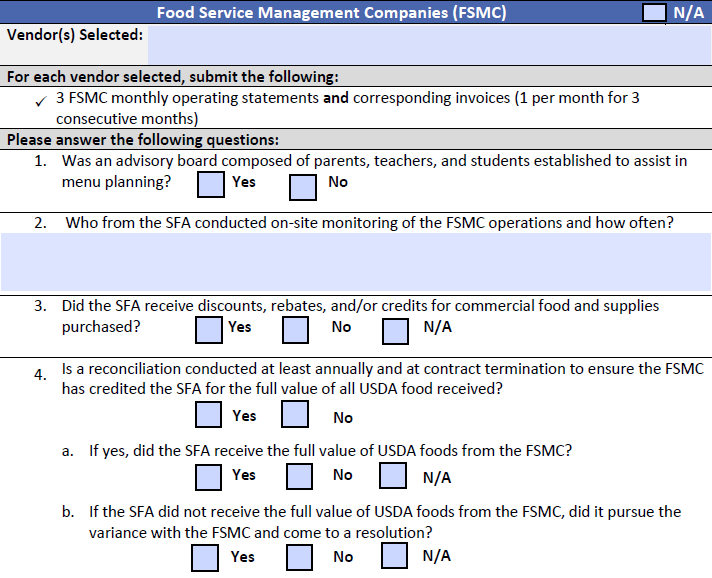 Food Service Management Companies (FSMC) N/A
Vendor(s) Selected:
For each vendor selected, submit the following:
✓ 3 FSMC monthly operating statements and corresponding invoices (1 per month for 3
consecutive months)
Please answer the following questions:
1. Was an advisory board composed of parents, teachers, and students established to assist in
menu planning? Yes No
2. Who from the SFA conducted on-site monitoring of the FSMC operations and how often?
3. Did the SFA receive discounts, rebates, and/or credits for commercial food and supplies
purchased? Yes No N/A
4. Is a reconciliation conducted at least annually and at contract termination to ensure the FSMC
has credited the SFA for the full value of all USDA food received?
Yes No
a. If yes, did the SFA receive the full value of USDA foods from the FSMC?
Yes No N/A
b. If the SFA did not receive the full value of USDA foods from the FSMC, did it pursue the
variance with the FSMC and come to a resolution?
Yes No N/A